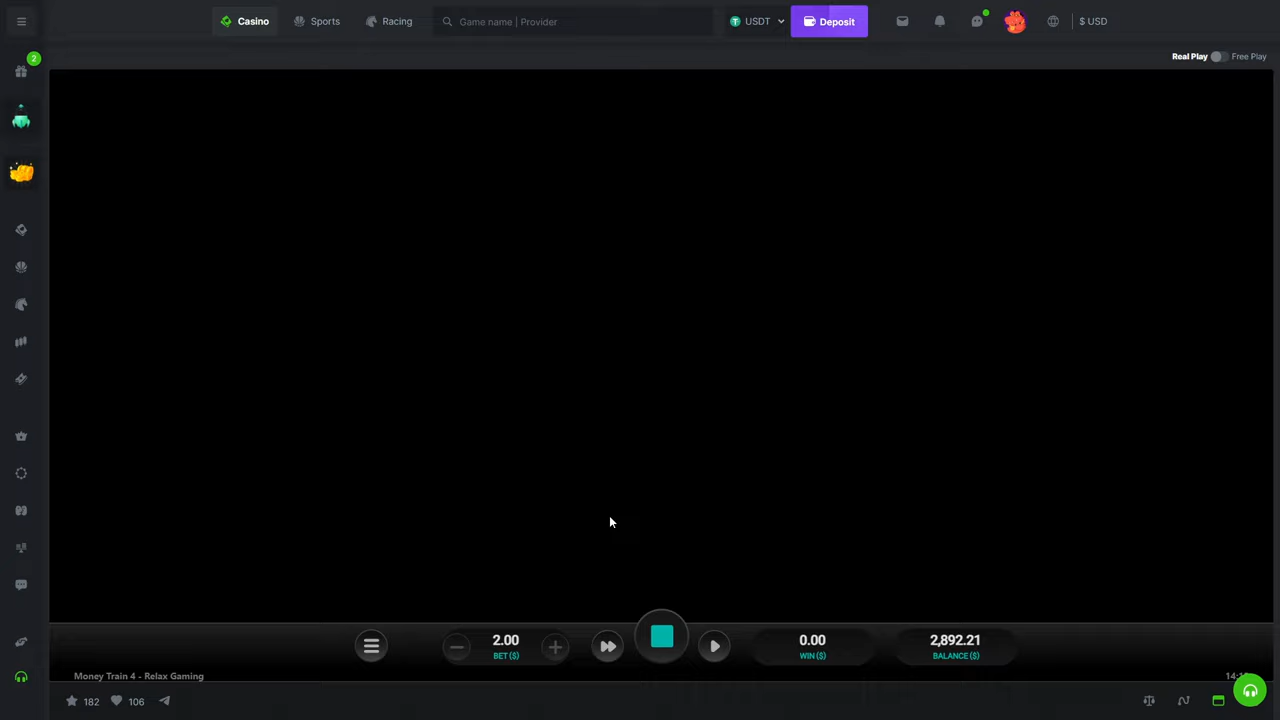 Casino
Sports
Racing
Game name | Provider
USDT
Deposit
$ USD
2
Real Play
Free Play
2.00
BET ($)
0.00
WIN ($)
2,892.21
BALANCE ($)
Money Train 4 - Relax Gaming
182
106